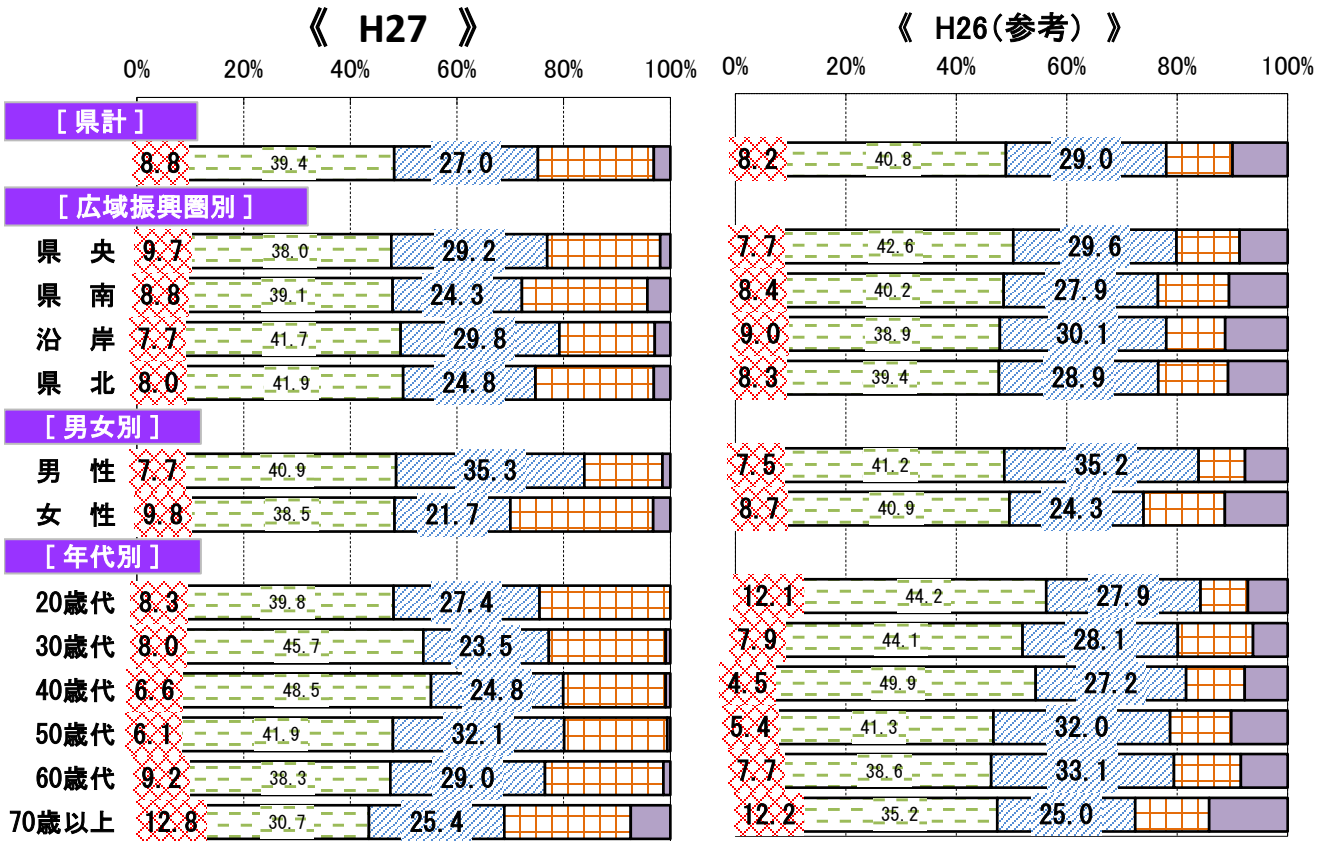 《 H27 》 《 H26(参考) 》
0% 20% 40% 60% 80% 100% 0% 20% 40% 60% 80% 100%
[ 県計 ]
8.8 39.4 27.0 8.2 40.8 29.0
[ 広域振興圏別 ]
県 央 9.7 38.0 29.2 7.7 42.6 29.6
県 南 8.8 39.1 24.3 8.4 40.2 27.9
沿 岸 7.7 41.7 29.8 9.0 38.9 30.1
県 北 8.0 41.9 24.8 8.3 39.4 28.9
[ 男女別 ]
男 性 7.7 40.9 35.3 7.5 41.2 35.2
女 性 9.8 38.5 21.7 8.7 40.9 24.3
[ 年代別 ]
20歳代 8.3 39.8 27.4 12.1 44.2 27.9
30歳代 8.0 45.7 23.5 7.9 44.1 28.1
40歳代 6.6 48.5 24.8 4.5 49.9 27.2
50歳代 6.1 41.9 32.1 5.4 41.3 32.0
60歳代 9.2 38.3 29.0 7.7 38.6 33.1
70歳以上 12.8 30.7 25.4 12.2 35.2 25.0